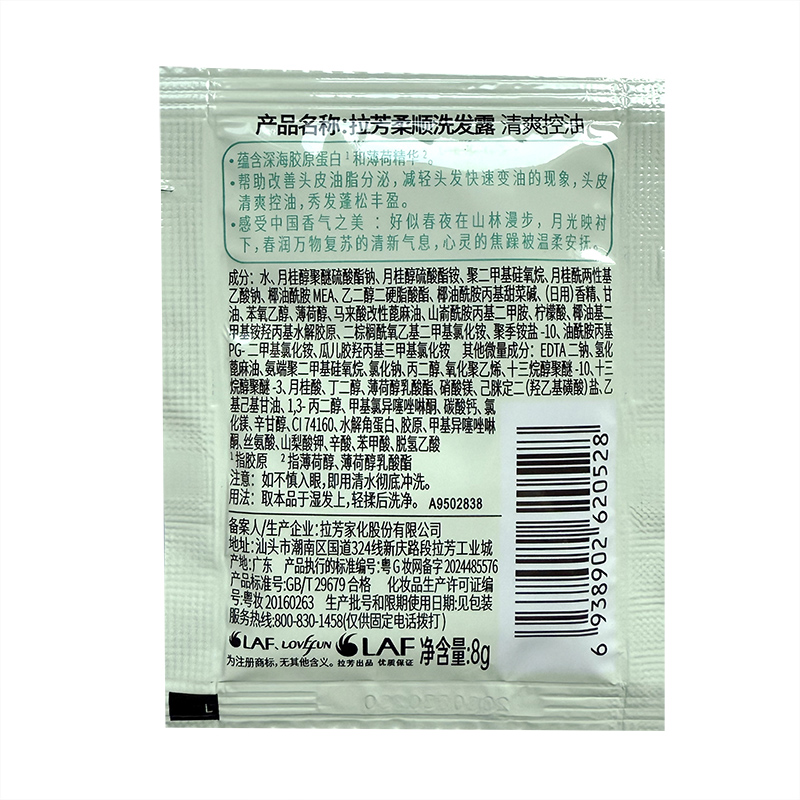 产品名称:拉芳柔顺洗发露 清爽控油
•蕴含深海胶原蛋白¹和薄荷精华²。
•帮助改善头皮油脂分泌，减轻头发快速变油的现象，头皮
清爽控油，秀发蓬松丰盈。
•感受中国香气之美：好似春夜在山林漫步，月光映衬
下，春润万物复苏的清新气息，心灵的焦躁被温柔安抚。
成分：水、月桂醇聚醚硫酸酯钠、月桂醇硫酸酯铵、聚二甲基硅氧烷、月桂酰两性基
乙酸钠、椰油酰胺 MEA、乙二醇二硬脂酸酯、椰油酰胺丙基甜菜碱、(日用)香精、甘
油、苯氧乙醇、薄荷醇、马来酸改性蓖麻油、山嵛酰胺丙基二甲胺、柠檬酸、椰油基二
甲基铵羟丙基水解胶原、二棕榈酰氧乙基二甲基氯化铵、聚季铵盐-10、油酰胺丙基
PG-二甲基氯化铵、瓜儿胶羟丙基三甲基氯化铵 其他微量成分：EDTA 二钠、氢化
蓖麻油、氨端聚二甲基硅氧烷、氯化钠、丙二醇、氧化聚乙烯、十三烷醇聚醚-10、十三
烷醇聚醚-3、月桂酸、丁二醇、薄荷醇乳酸酯、硝酸镁、己脒定二(羟乙基磺酸)盐、乙
基己基甘油、1,3-丙二醇、甲基氯异噻唑啉酮、碳酸钙、氯
化镁、辛甘醇、CI 74160、水解角蛋白、胶原、甲基异噻唑啉
酮、丝氨酸、山梨酸钾、辛酸、苯甲酸、脱氢乙酸
¹指胶原 ²指薄荷醇、薄荷醇乳酸酯
注意：如不慎入眼，即用清水彻底冲洗。
用法：取本品于湿发上，轻揉后洗净。 A9502838
备案人/生产企业：拉芳家化股份有限公司
地址：汕头市潮南区国道324线新庆路段拉芳工业城
产地：广东 产品执行的标准编号：粤G妆网备字2024485576
产品标准号:GB/T 29679 合格 化妆品生产许可证编
号:粤妆 20160263 生产批号和限期使用日期:见包装
服务热线:800-830-1458(仅供固定电话拨打)
LAF、LOVEFUN LAF 净含量:8g
为注册商标，无其他含义。 拉芳出品 优质保证
6 938902 620528
L